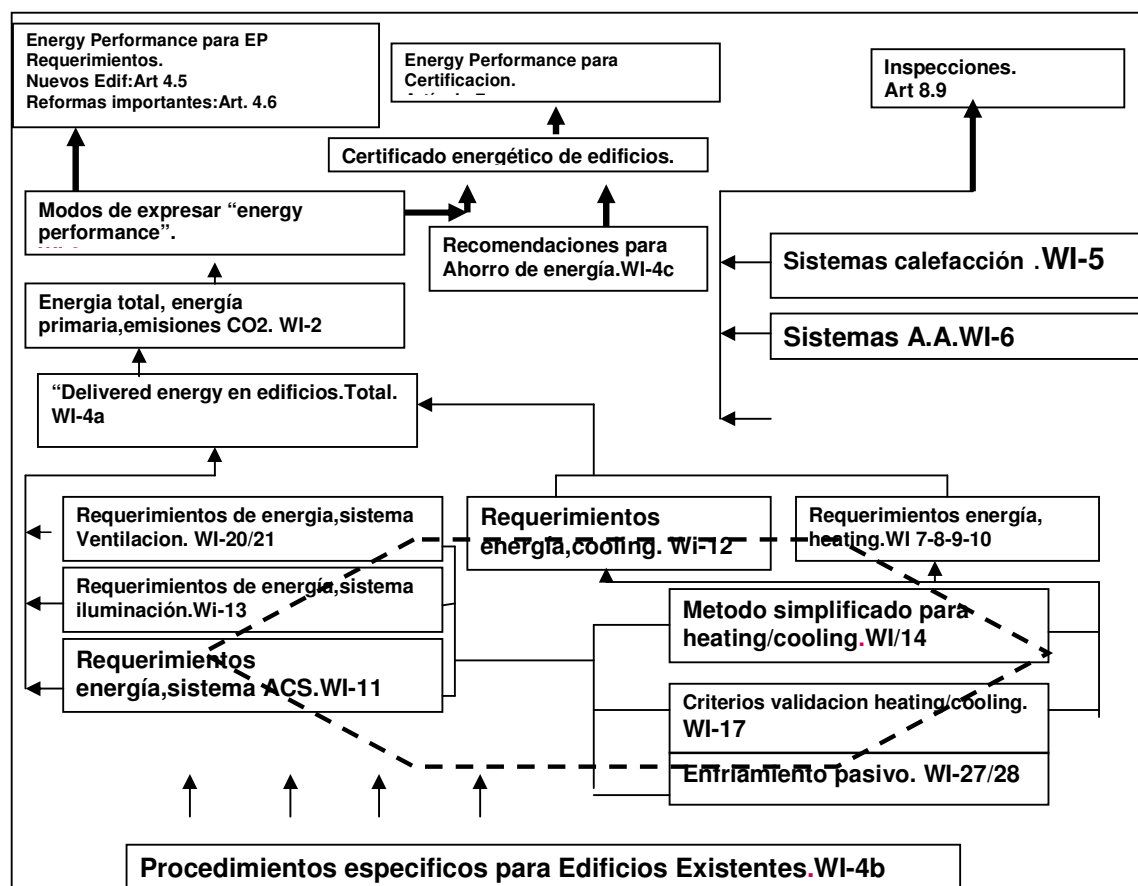 Energy Performance para EP
Requerimientos.
Nuevos Edif:Art 4.5
Reformas importantes:Art. 4.6
Energy Performance para
Certificacion.
Inspecciones.
Art 8.9
Certificado energético de edificios.
Modos de expresar “energy
performance”.
Recomendaciones para
Ahorro de energía.WI-4c
Sistemas calefacción .WI-5
Energia total, energía
primaria,emisiones CO2. WI-2
Sistemas A.A.WI-6
“Delivered energy en edificios.Total.
WI-4a
Requerimientos de energia,sistema
Ventilacion. WI-20/21
Requerimientos
energía,cooling. Wi-12
Requerimientos energía,
heating.WI 7-8-9-10
Requerimientos de energía,sistema
iluminación.Wi-13
Metodo simplificado para
heating/cooling.WI/14
Requerimientos
energía,sistema ACS.WI-11
Criterios validacion heating/cooling.
WI-17
Enfriamiento pasivo. WI-27/28
Procedimientos especificos para Edificios Existentes.WI-4b